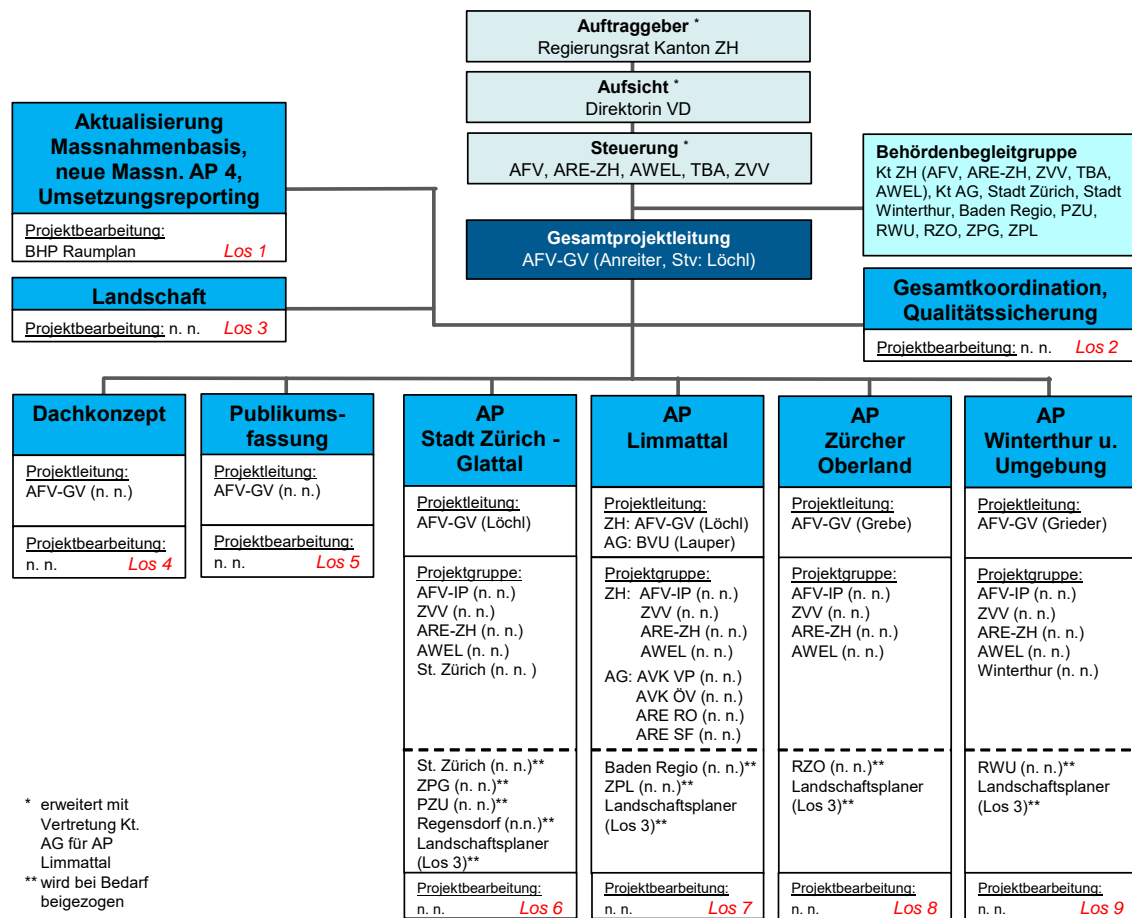 Auftraggeber *
Regierungsrat Kanton ZH
Aufsicht *
Direktorin VD
Steuerung *
AFV, ARE-ZH, AWEL, TBA, ZVV
Aktualisierung
Massnahmenbasis,
neue Massn. AP 4,
Umsetzungsreporting
Projektbearbeitung:
BHP Raumplan Los 1
Behördenbegleitgruppe
Kt ZH (AFV, ARE-ZH, ZVV, TBA,
AWEL), Kt AG, Stadt Zürich, Stadt
Winterthur, Baden Regio, PZU,
RWU, RZO, ZPG, ZPL
Gesamtprojektleitung
AFV-GV (Anreiter, Stv: Löchl)
Landschaft
Projektbearbeitung: n. n. Los 3
Gesamtkoordination,
Qualitätssicherung
Projektbearbeitung: n. n. Los 2
Dachkonzept
Projektleitung:
AFV-GV (n. n.)
Projektbearbeitung:
n. n. Los 4
Publikums-
fassung
Projektleitung:
AFV-GV (n. n.)
Projektbearbeitung:
n. n. Los 5
AP
Stadt Zürich -
Glattal
Projektleitung:
AFV-GV (Löchl)
Projektgruppe:
AFV-IP (n. n.)
ZVV (n. n.)
ARE-ZH (n. n.)
AWEL (n. n.)
St. Zürich (n. n. )
St. Zürich (n. n.)**
ZPG (n. n.)**
PZU (n. n.)**
Regensdorf (n.n.)**
Landschaftsplaner
(Los 3)**
Projektbearbeitung:
n. n. Los 6
AP
Limmattal
Projektleitung:
ZH: AFV-GV (Löchl)
AG: BVU (Lauper)
Projektgruppe:
ZH: AFV-IP (n. n.)
ZVV (n. n.)
ARE-ZH (n. n.)
AWEL (n. n.)
AG: AVK VP (n. n.)
AVK ÖV (n. n.)
ARE RO (n. n.)
ARE SF (n. n.)
Baden Regio (n. n.)**
ZPL (n. n.)**
Landschaftsplaner
(Los 3)**
Projektbearbeitung:
n. n. Los 7
AP
Zürcher
Oberland
Projektleitung:
AFV-GV (Grebe)
Projektgruppe:
AFV-IP (n. n.)
ZVV (n. n.)
ARE-ZH (n. n.)
AWEL (n. n.)
RZO (n. n.)**
Landschaftsplaner
(Los 3)**
Projektbearbeitung:
n. n. Los 8
AP
Winterthur u.
Umgebung
Projektleitung:
AFV-GV (Grieder)
Projektgruppe:
AFV-IP (n. n.)
ZVV (n. n.)
ARE-ZH (n. n.)
AWEL (n. n.)
Winterthur (n. n.)
RWU (n. n.)**
Landschaftsplaner
(Los 3)**
Projektbearbeitung:
n. n. Los 9
* erweitert mit
Vertretung Kt.
AG für AP
Limmattal
** wird bei Bedarf
beigezogen